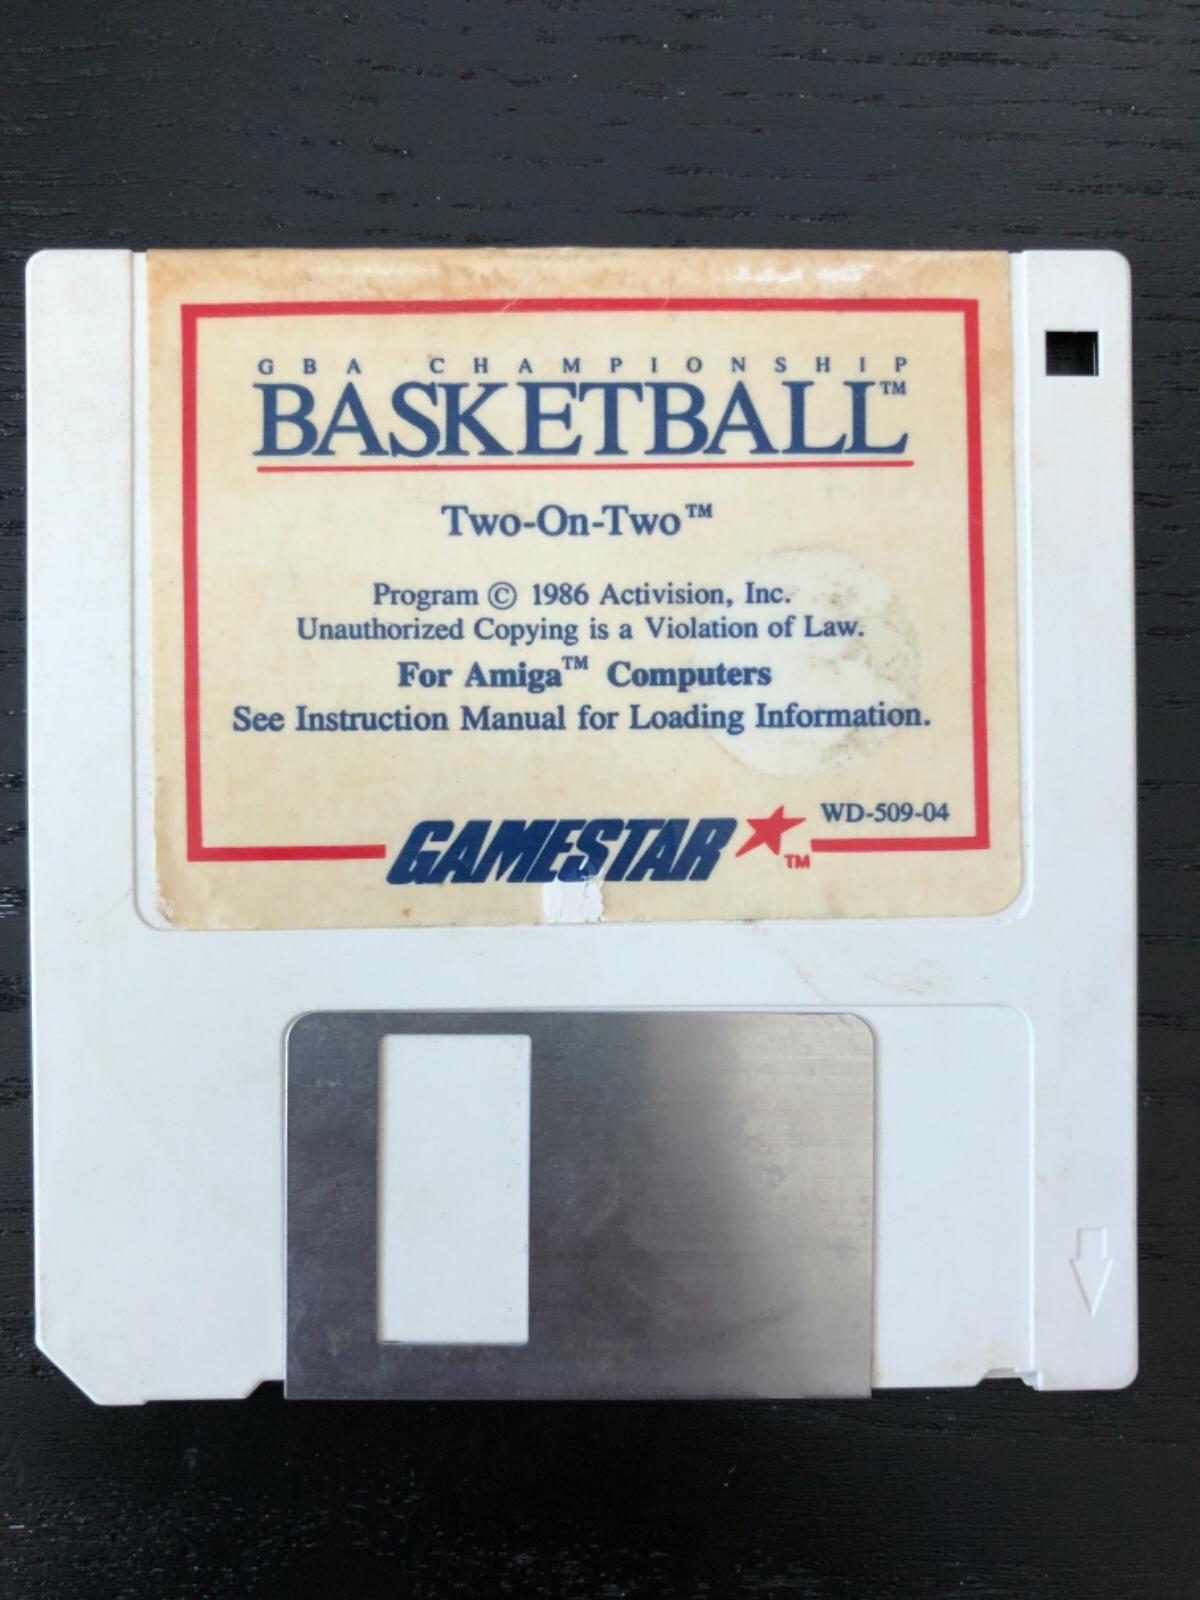 GBA CHAMPIONSHIP
BASKETBALL™
Two-On-Two™
Program © 1986 Activision, Inc.
Unauthorized Copying is a Violation of Law.
For Amiga™ Computers
See Instruction Manual for Loading Information.
WD-509-04
GAMESTAR™